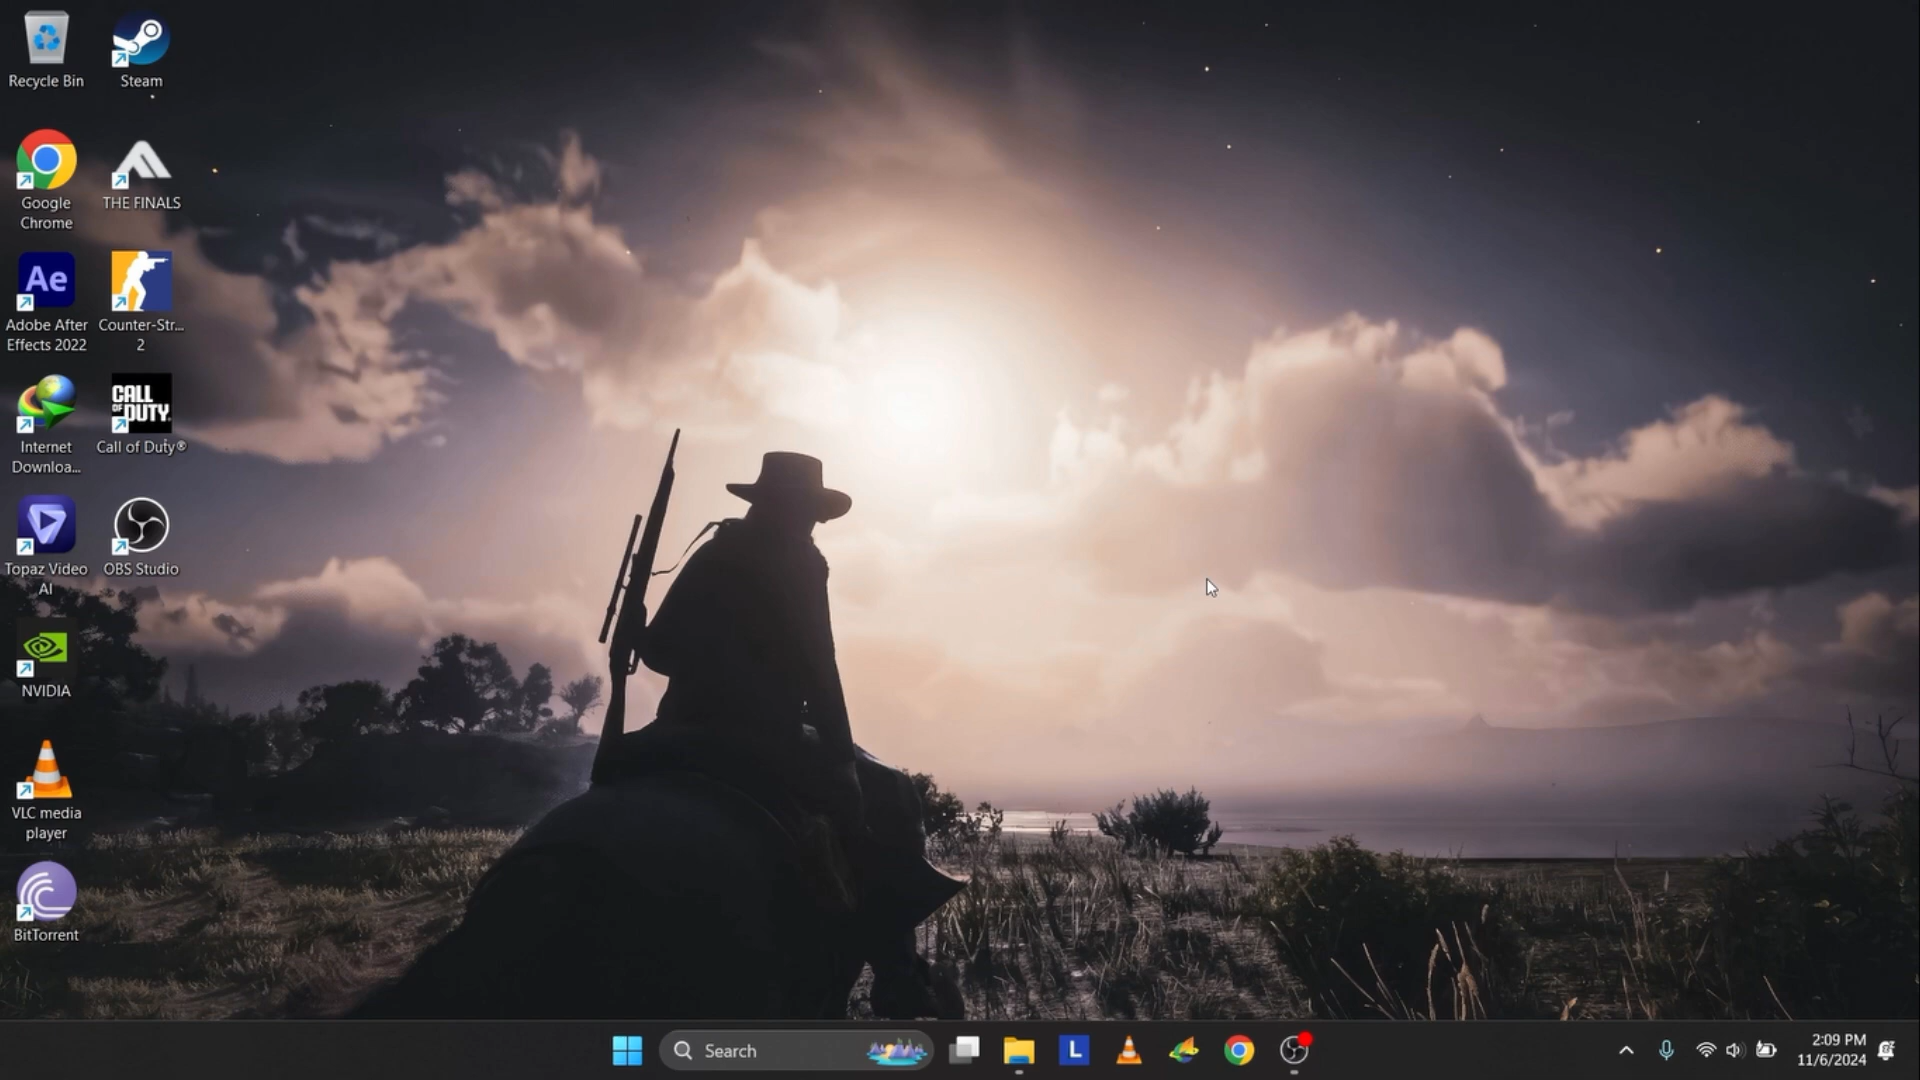 Recycle Bin
Steam
Google
Chrome
THE FINALS
Ae
Adobe After
Effects 2022
Counter-Str...
2
Internet
Downloa...
CALL
OF DUTY
Call of Duty®
Topaz Video
AI
OBS Studio
NVIDIA
VLC media
player
BitTorrent
Search
L
2:09 PM
11/6/2024